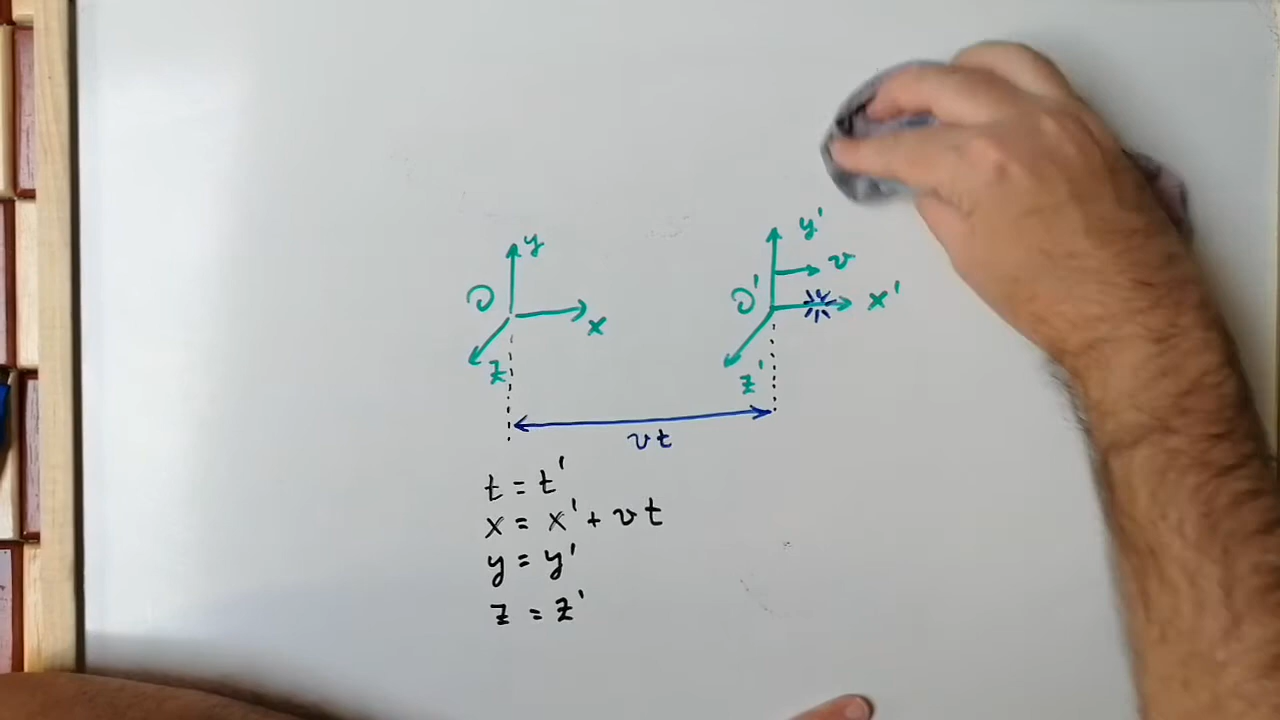 y y'
v
O O' x'
x
z z'
vt
t = t'
x = x' + vt
y = y'
z = z'